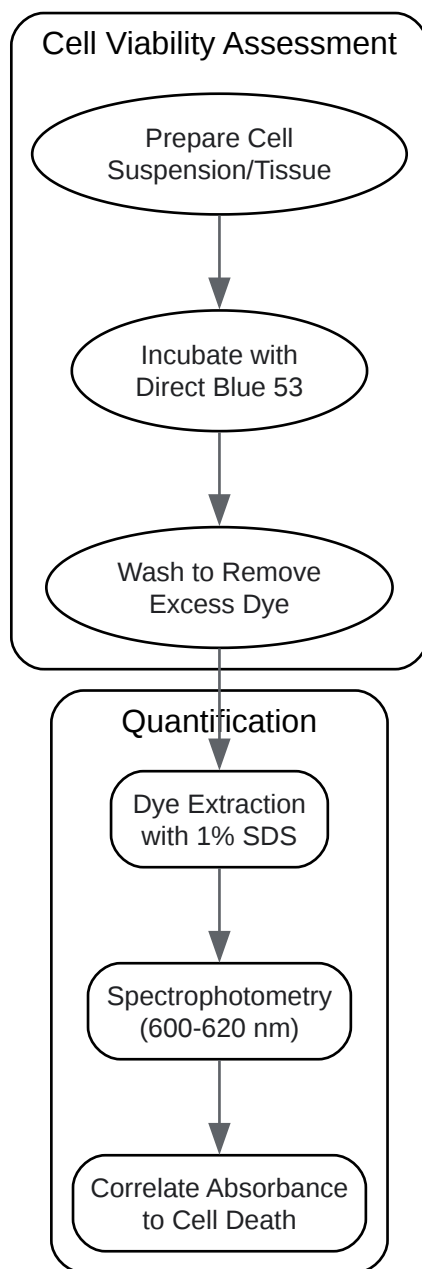 Cell Viability Assessment
Prepare Cell
Suspension/Tissue
Incubate with
Direct Blue 53
Wash to Remove
Excess Dye
Quantification
Dye Extraction
with 1% SDS
Spectrophotometry
(600-620 nm)
Correlate Absorbance
to Cell Death